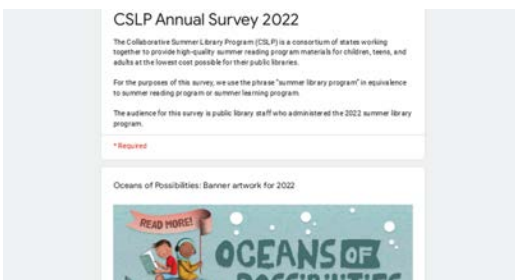 CSLP Annual Survey 2022
The Collaborative Summer Library Program (CSLP) is a consortium of states working
together to provide high-quality summer reading program materials for children, teens, and
adults at the lowest cost possible for their public libraries.
For the purposes of this survey, we use the phrase "summer library program" in equivalence
to summer reading program or summer learning program.
The audience for this survey is public library staff who administered the 2022 summer library
program.
* Required
Oceans of Possibilities: Banner artwork for 2022
READ MORE!
OCEANS OF
POSSIBILITIES